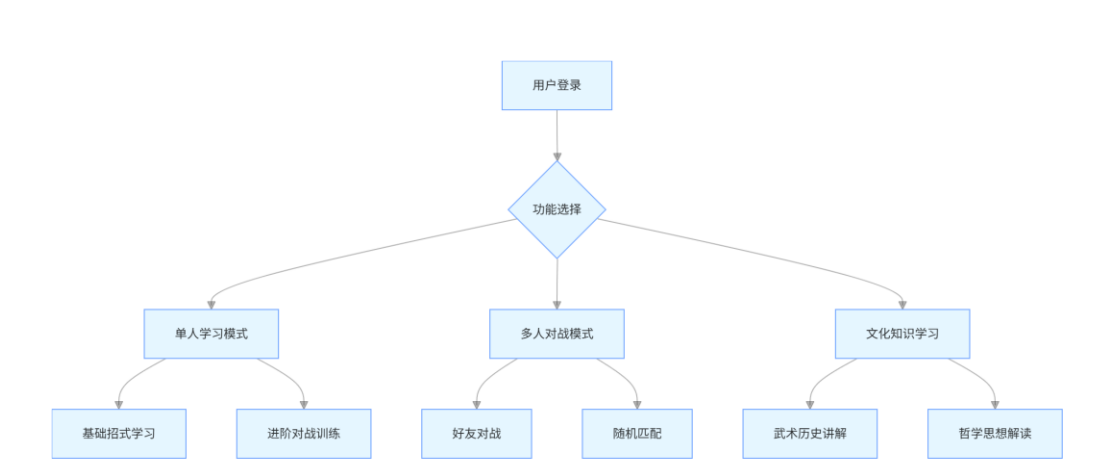 用户登录
功能选择
单人学习模式
多人对战模式
文化知识学习
基础招式学习
进阶对战训练
好友对战
随机匹配
武术历史讲解
哲学思想解读